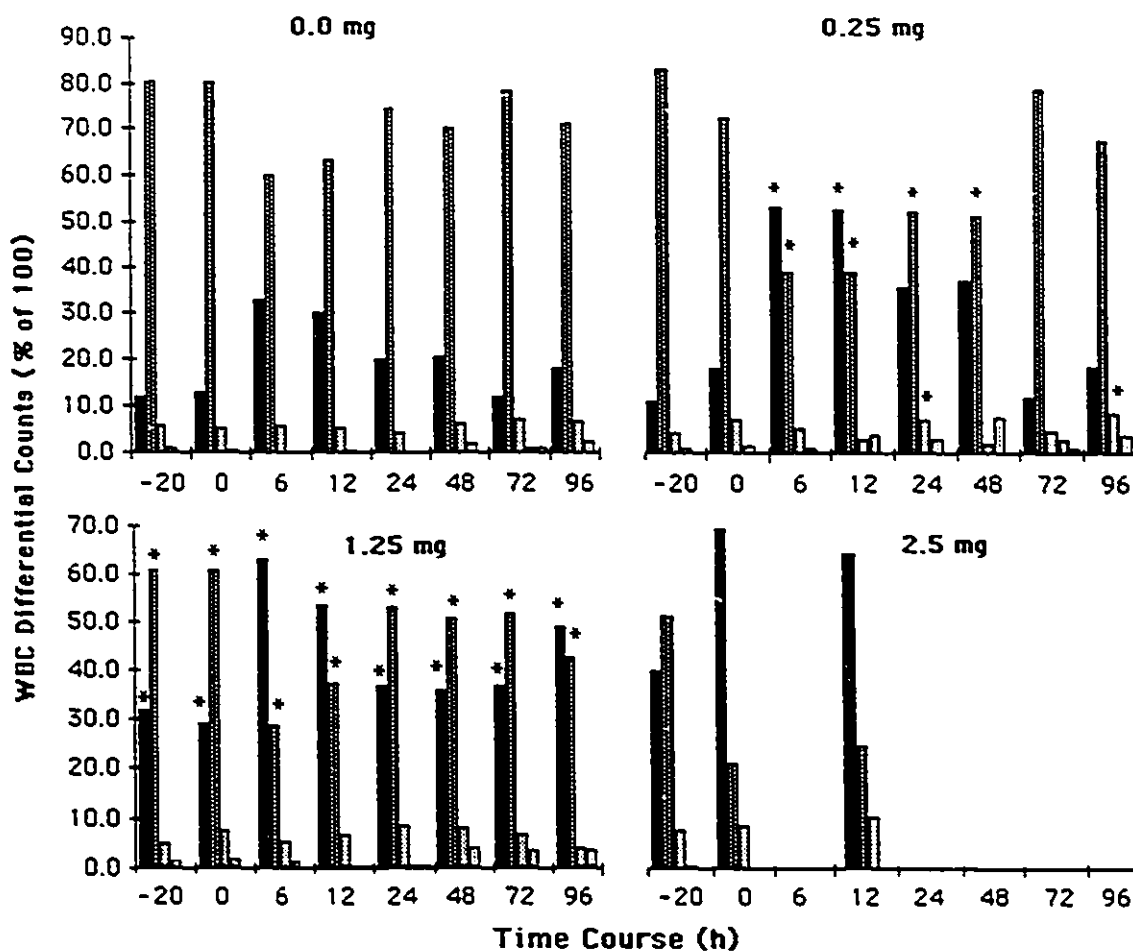 0.0 mg
0.25 mg
90.0
80.0
70.0
60.0
50.0
40.0
30.0
20.0
10.0
0.0
* * * *
* *
*
*
-20 0 6 12 24 48 72 96
-20 0 6 12 24 48 72 96
WBC Differential Counts (% of 100)
1.25 mg
2.5 mg
70.0
60.0
50.0
40.0
30.0
20.0
10.0
0.0
* * * * * * * *
* * * * * * * *
-20 0 6 12 24 48 72 96
-20 0 6 12 24 48 72 96
Time Course (h)